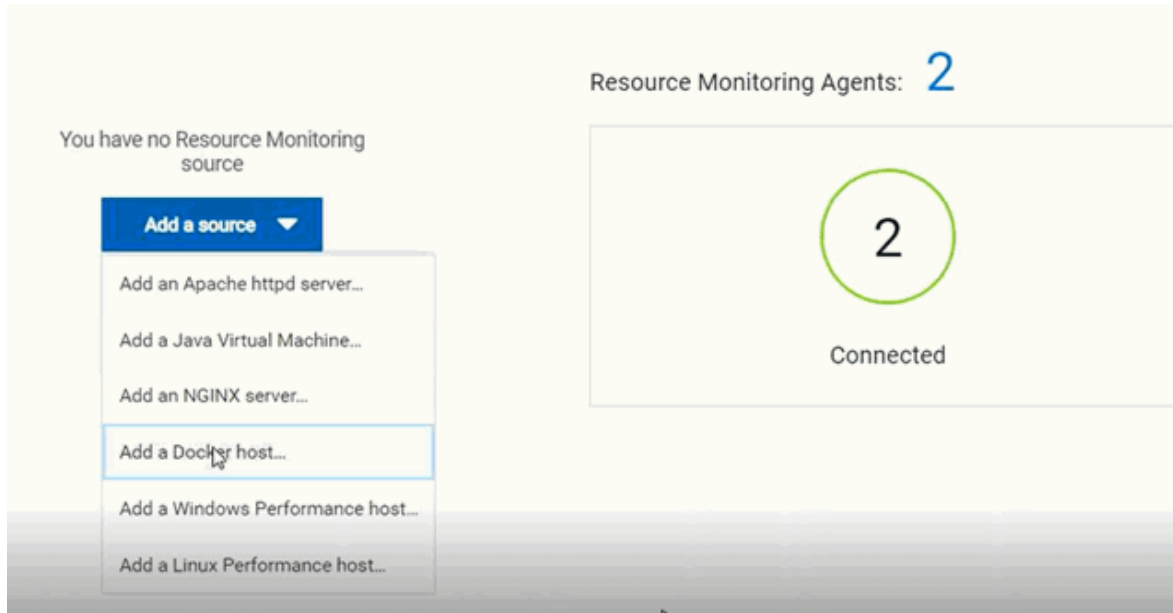 Resource Monitoring Agents: 2
You have no Resource Monitoring
source
Add a source
Add an Apache httpd server...
Add a Java Virtual Machine...
Add an NGINX server...
Add a Docker host...
Add a Windows Performance host...
Add a Linux Performance host...
2
Connected